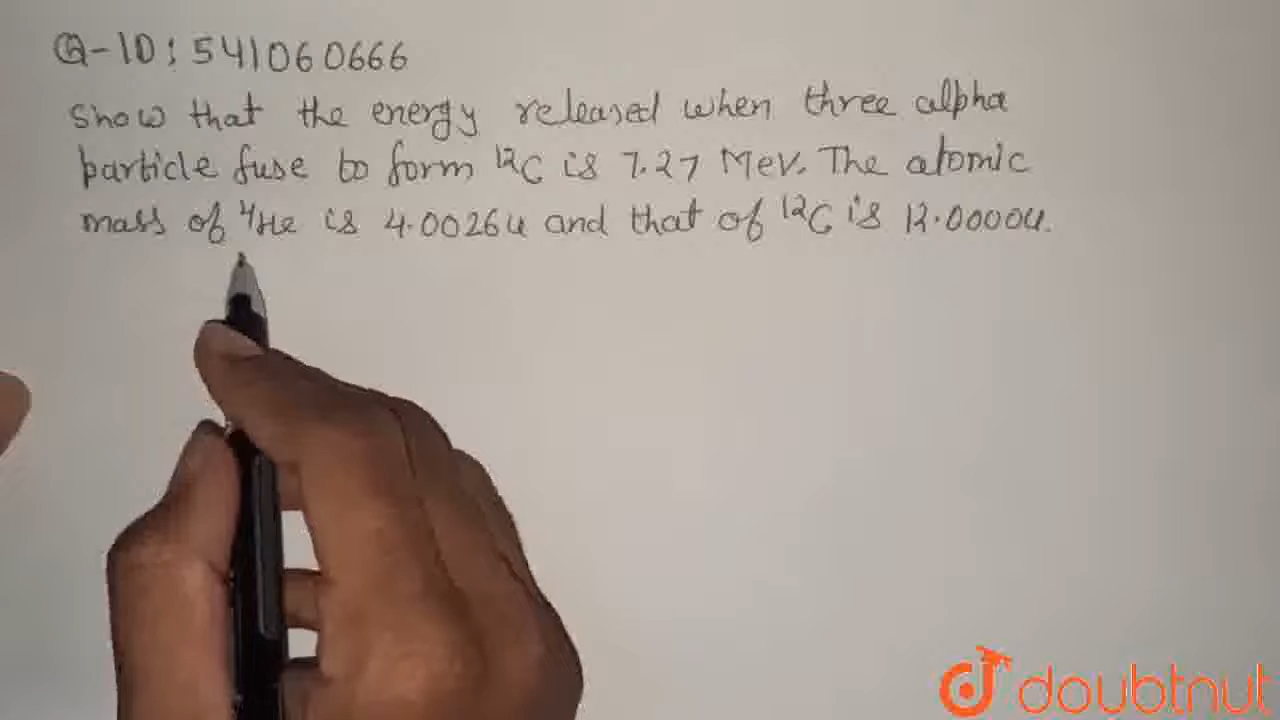 Q-ID: 541060666
Show that the energy released when three alpha
particle fuse to form ¹²C is 7.27 MeV. The atomic
mass of ⁴He is 4.0026u and that of ¹²C is 12.0000u.
doubtnut